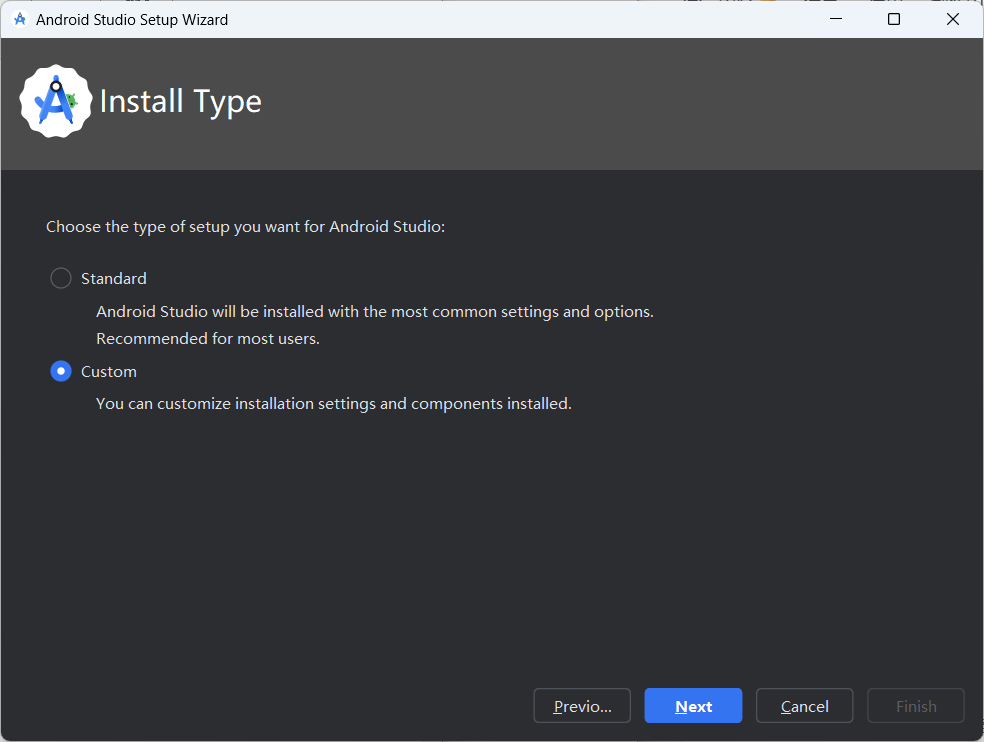 Android Studio Setup Wizard
Install Type
Choose the type of setup you want for Android Studio:
Standard
Android Studio will be installed with the most common settings and options.
Recommended for most users.
Custom
You can customize installation settings and components installed.
Previo... Next Cancel Finish